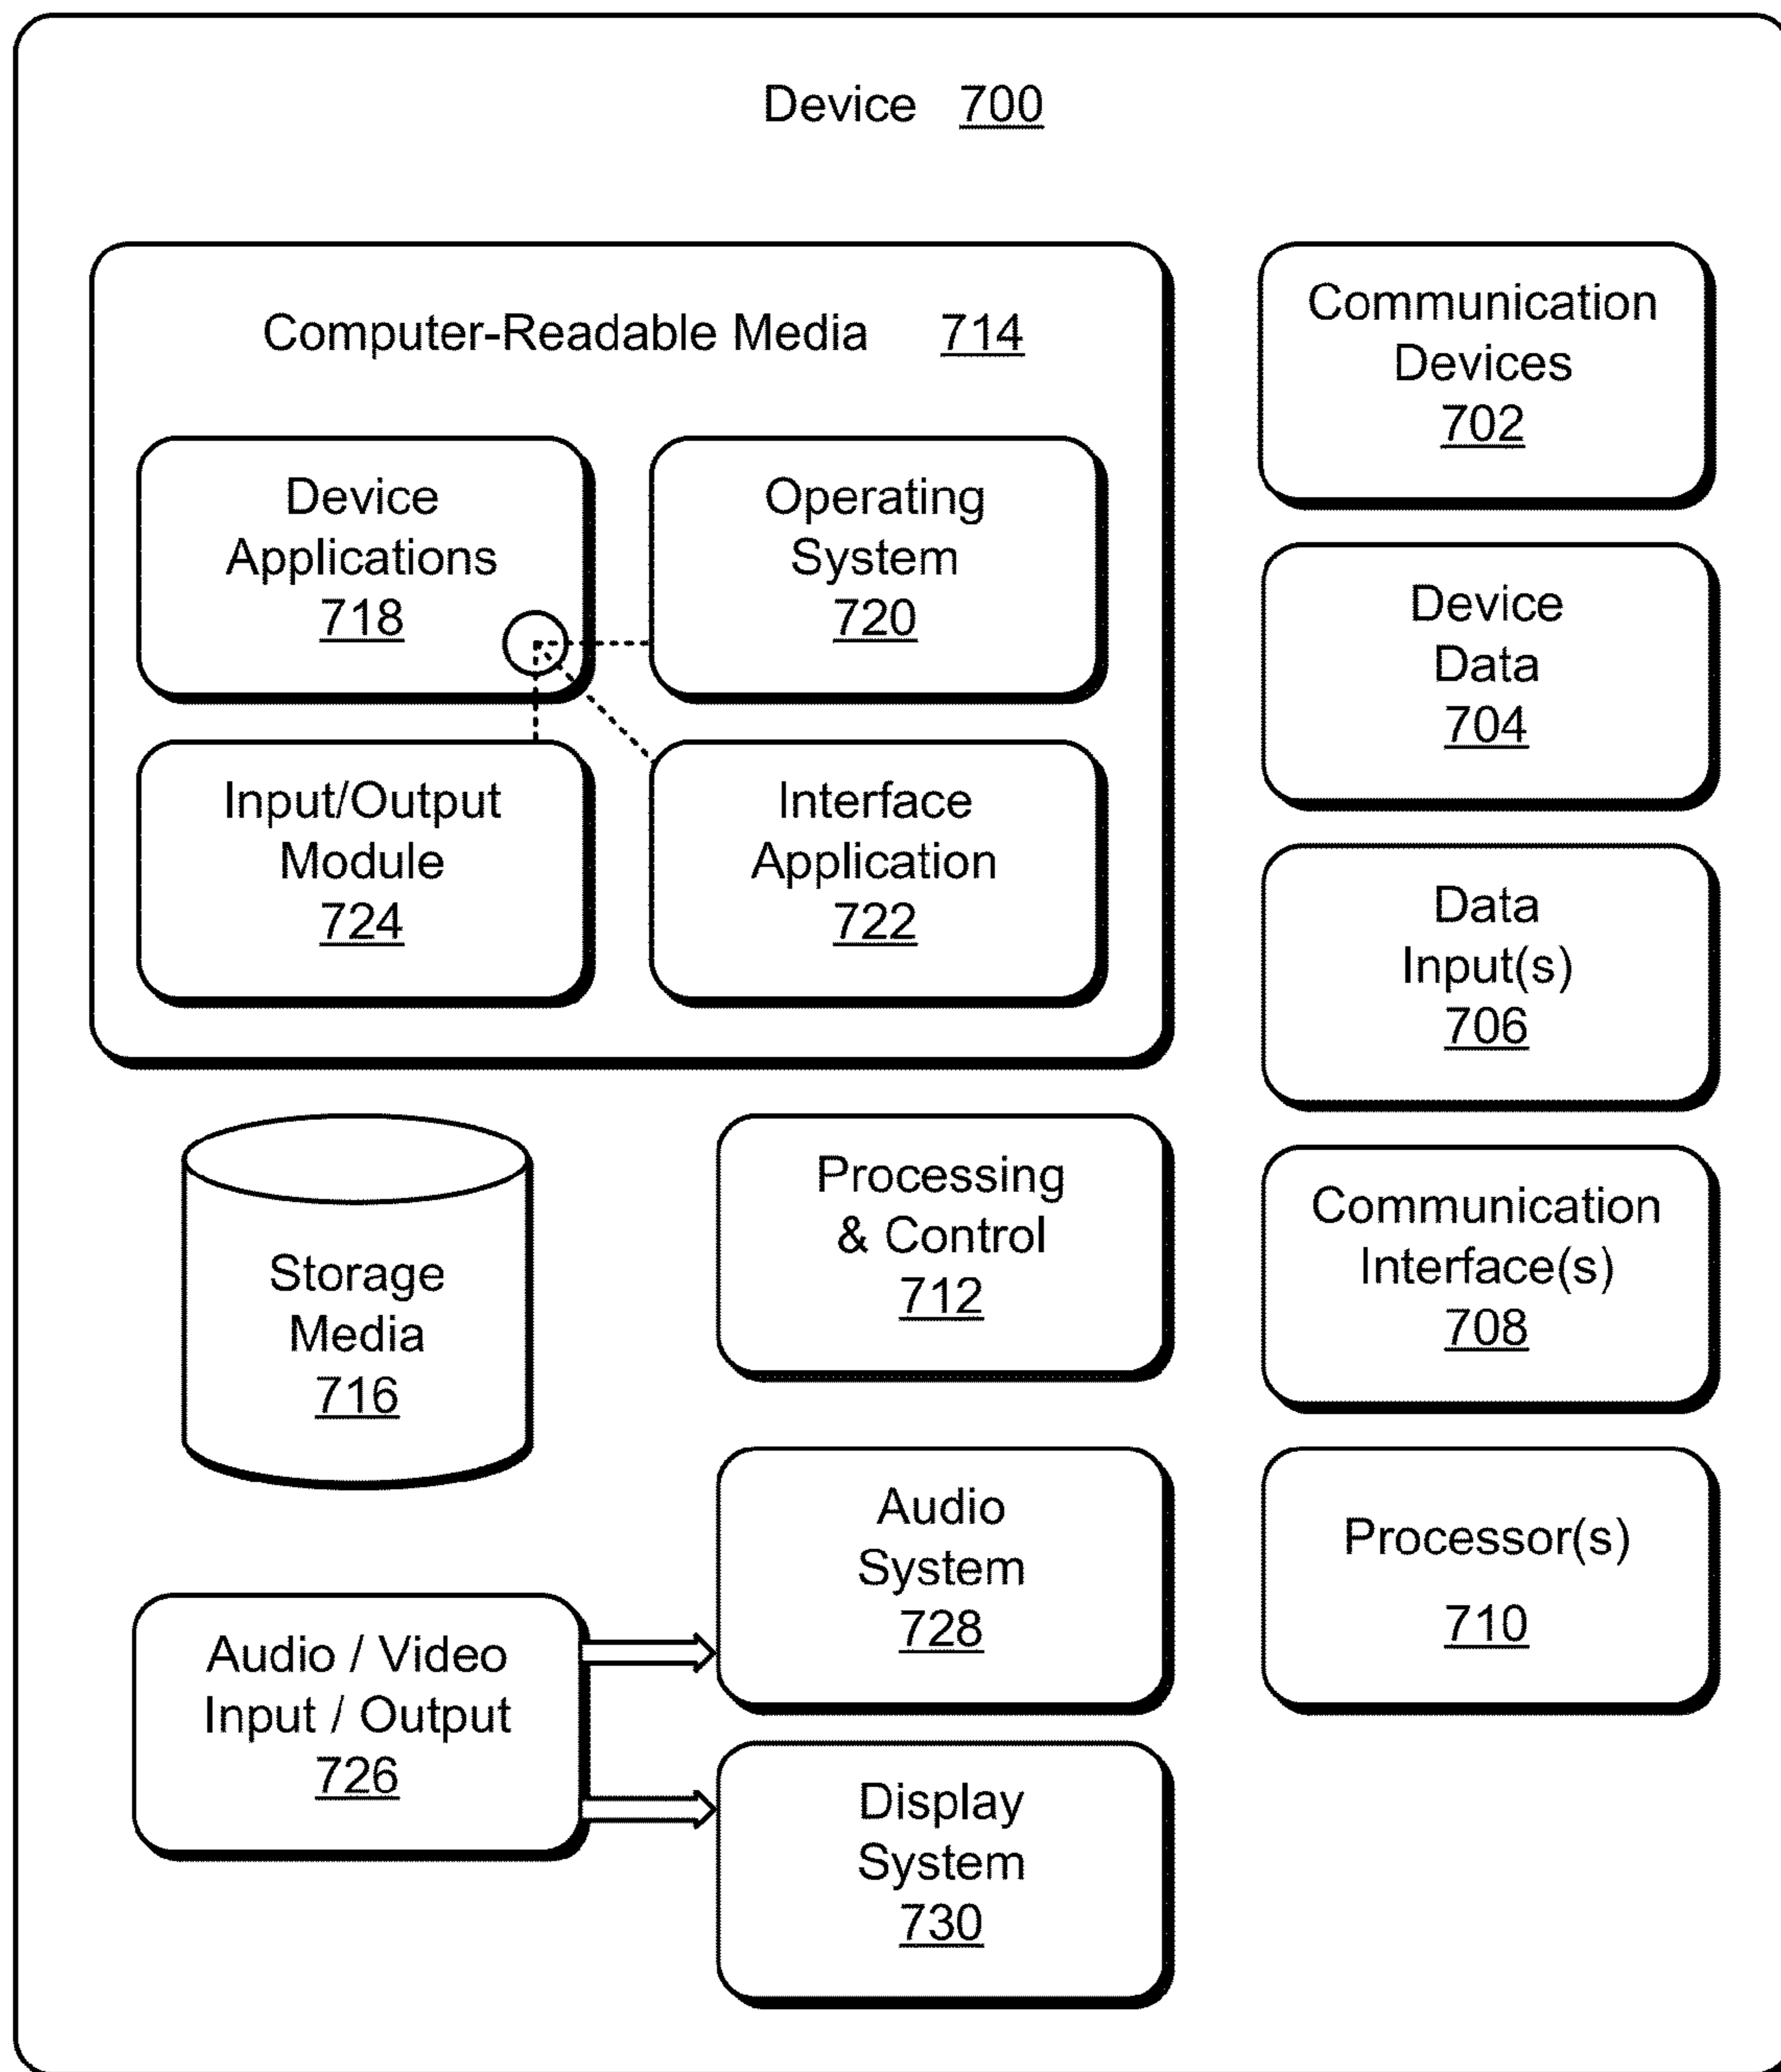 Device 700
Computer-Readable Media 714
Device
Applications
718
Operating
System
720
Input/Output
Module
724
Interface
Application
722
Communication
Devices
702
Device
Data
704
Data
Input(s)
706
Communication
Interface(s)
708
Processor(s)
710
Storage
Media
716
Processing
& Control
712
Audio / Video
Input / Output
726
Audio
System
728
Display
System
730